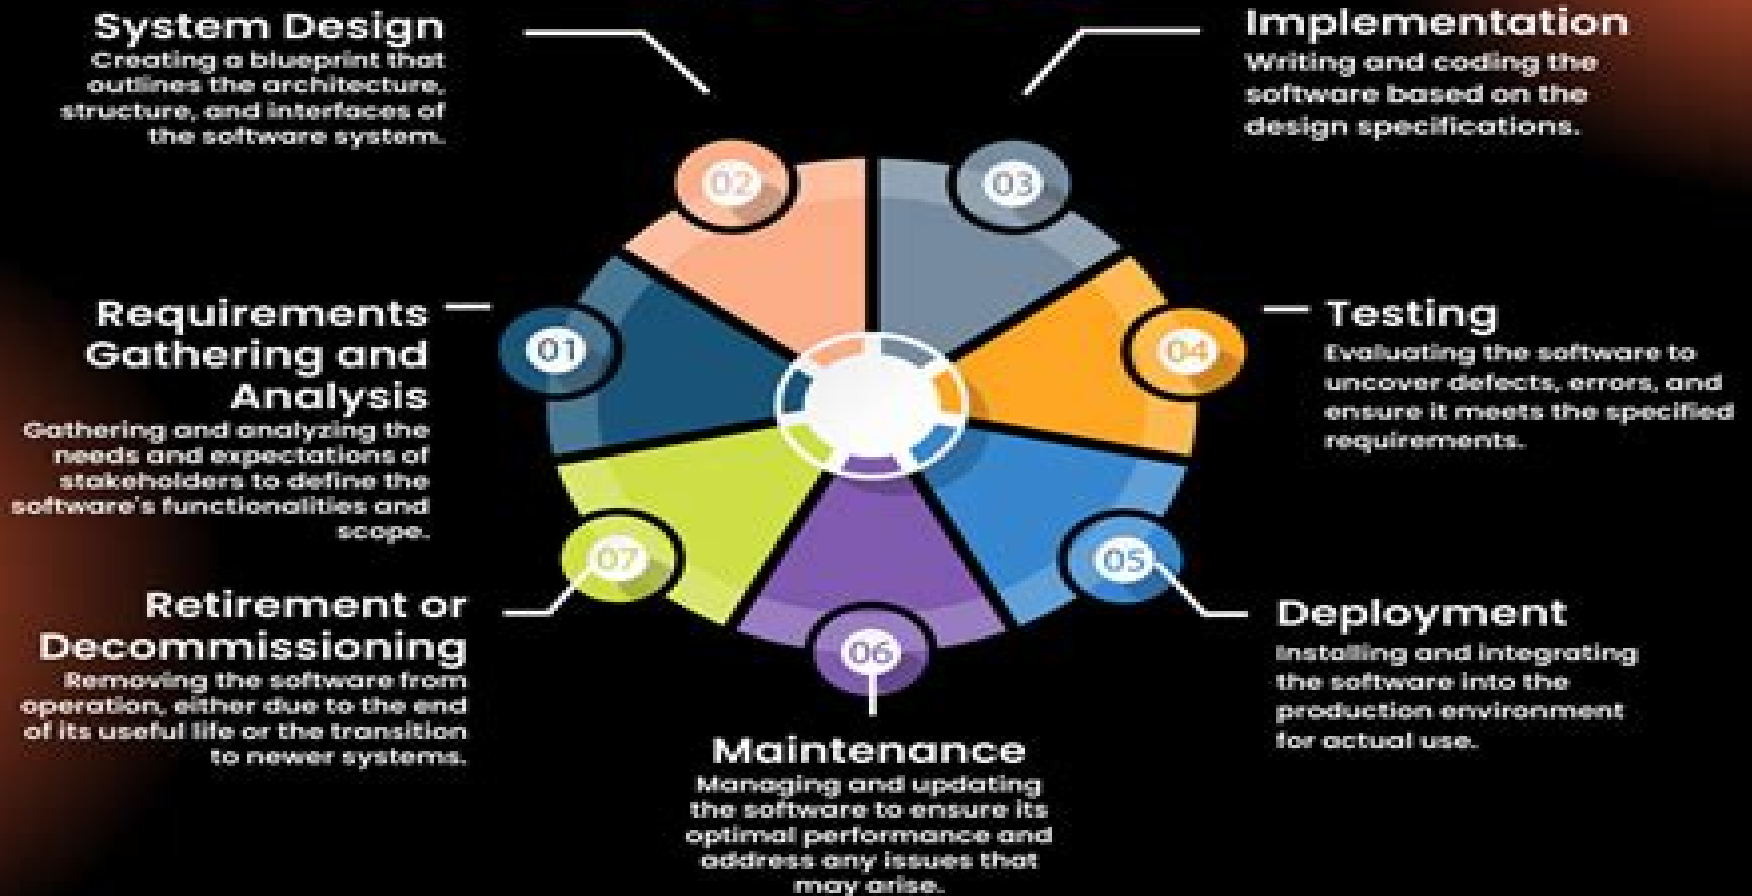 System Design
Creating a blueprint that
outlines the architecture,
structure, and interfaces of
the software system.
Implementation
Writing and coding the
software based on the
design specifications.
02
03
Requirements
Gathering and
Analysis
Gathering and analyzing the
needs and expectations of
stakeholders to define the
software's functionalities and
scope.
01
04
Testing
Evaluating the software to
uncover defects, errors, and
ensure it meets the specified
requirements.
07
05
Retirement or
Decommissioning
Removing the software from
operation, either due to the end
of its useful life or the transition
to newer systems.
06
Maintenance
Managing and updating
the software to ensure its
optimal performance and
address any issues that
may arise.
Deployment
Installing and integrating
the software into the
production environment
for actual use.